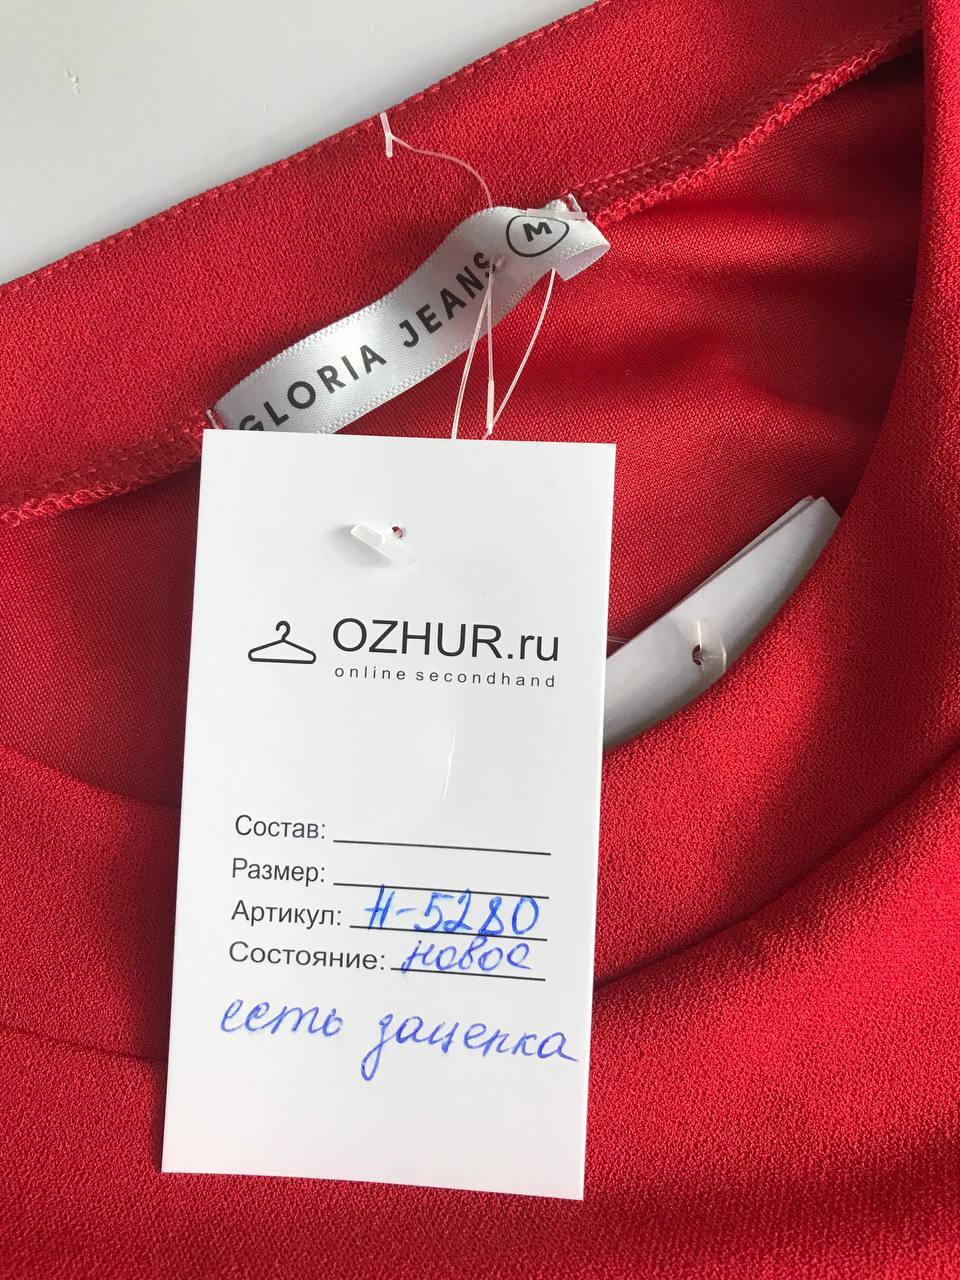 GLORIA JEANS M
OZHUR.ru
online secondhand
Состав:
Размер:
Артикул: Н-5280
Состояние: новое
есть зацепка